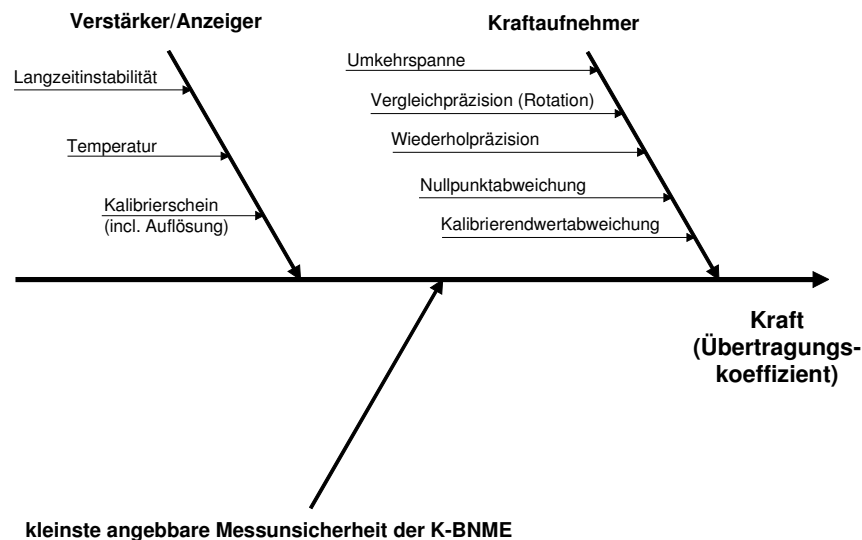 Verstärker/Anzeiger
Langzeitinstabilität
Temperatur
Kalibrierschein
(incl. Auflösung)
Kraftaufnehmer
Umkehrspanne
Vergleichpräzision (Rotation)
Wiederholpräzision
Nullpunktabweichung
Kalibrierendwertabweichung
Kraft
(Übertragungs-
koeffizient)
kleinste angebbare Messunsicherheit der K-BNME